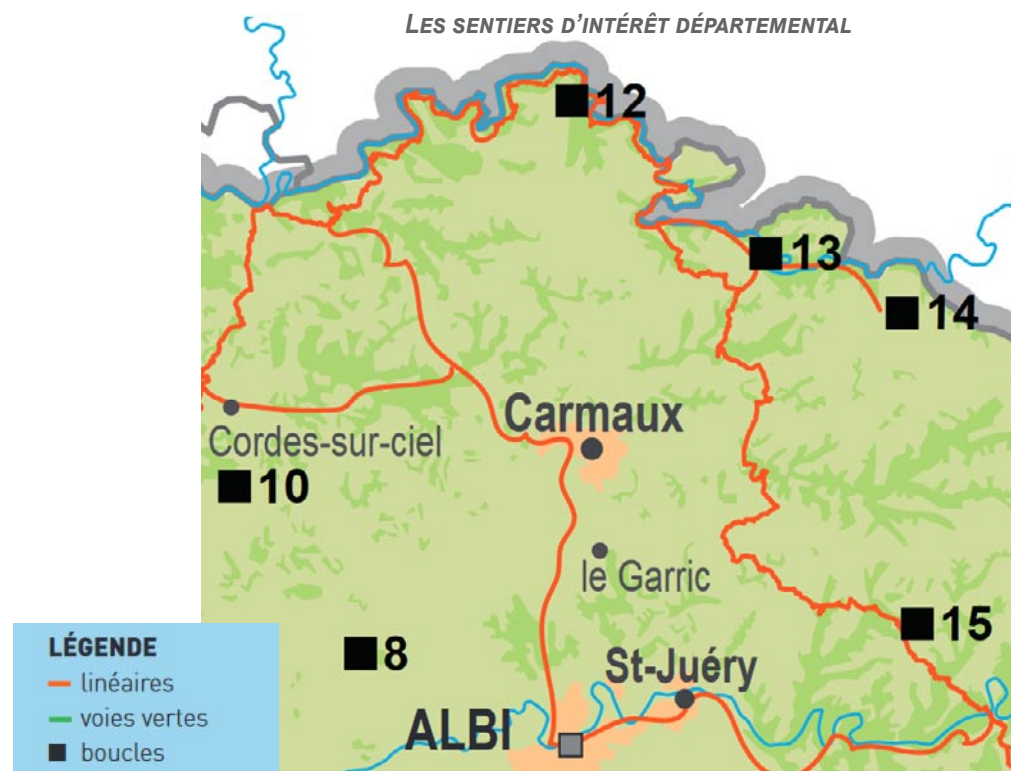 LES SENTIERS D'INTÉRÊT DÉPARTEMENTAL
12
13
14
Carmaux
Cordes-sur-ciel
10
le Garric
15
8
St-Juéry
ALBI
LÉGENDE
linéaires
voies vertes
boucles